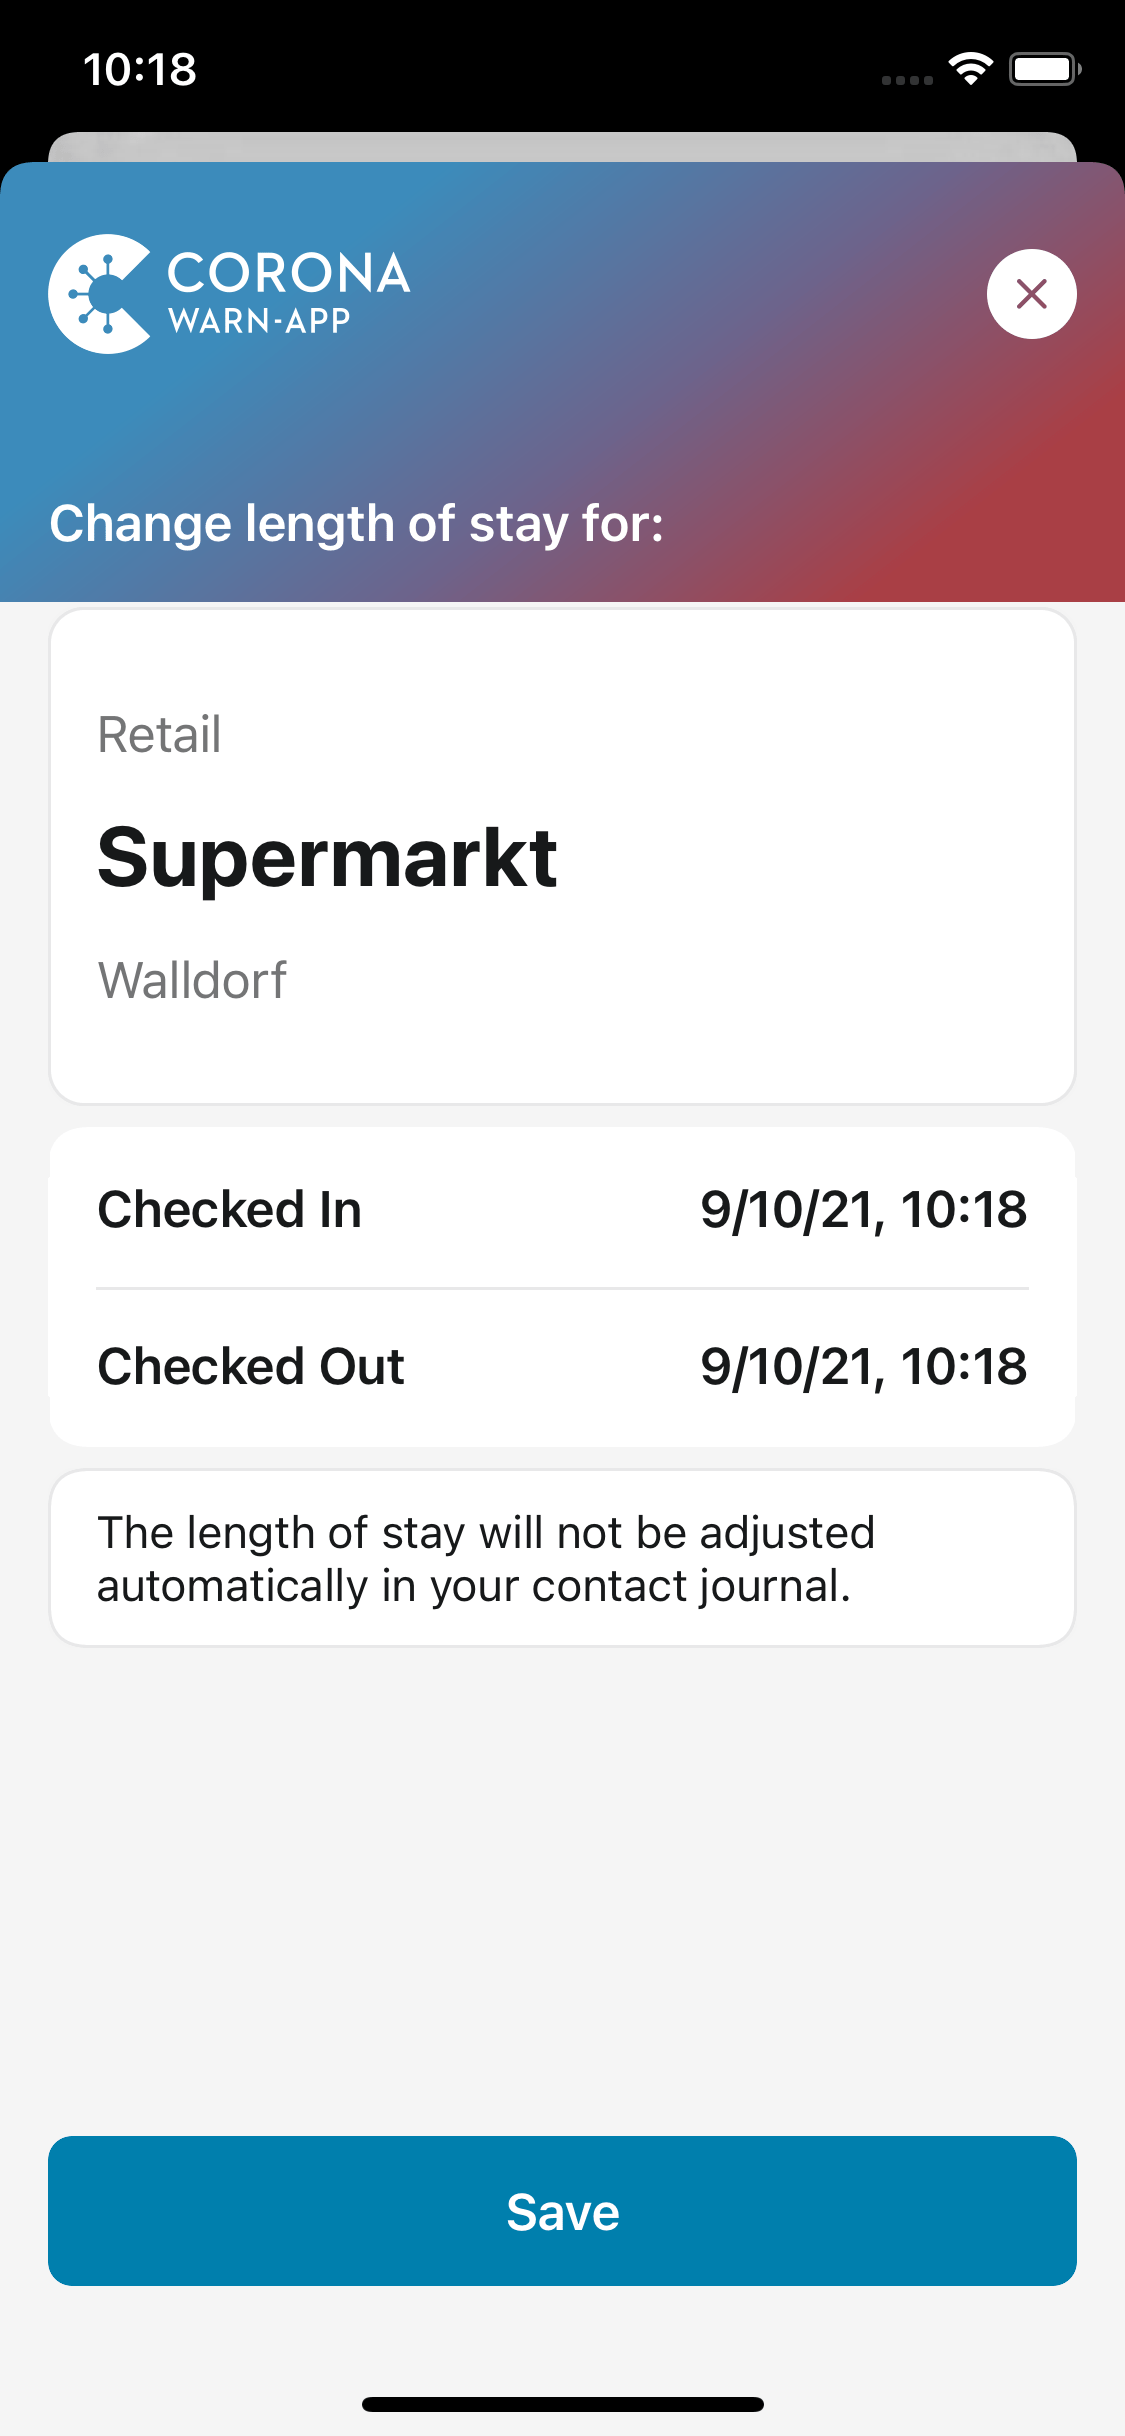 10:18
CORONA
WARN-APP
Change length of stay for:
Retail
Supermarkt
Walldorf
Checked In 9/10/21, 10:18
Checked Out 9/10/21, 10:18
The length of stay will not be adjusted
automatically in your contact journal.
Save